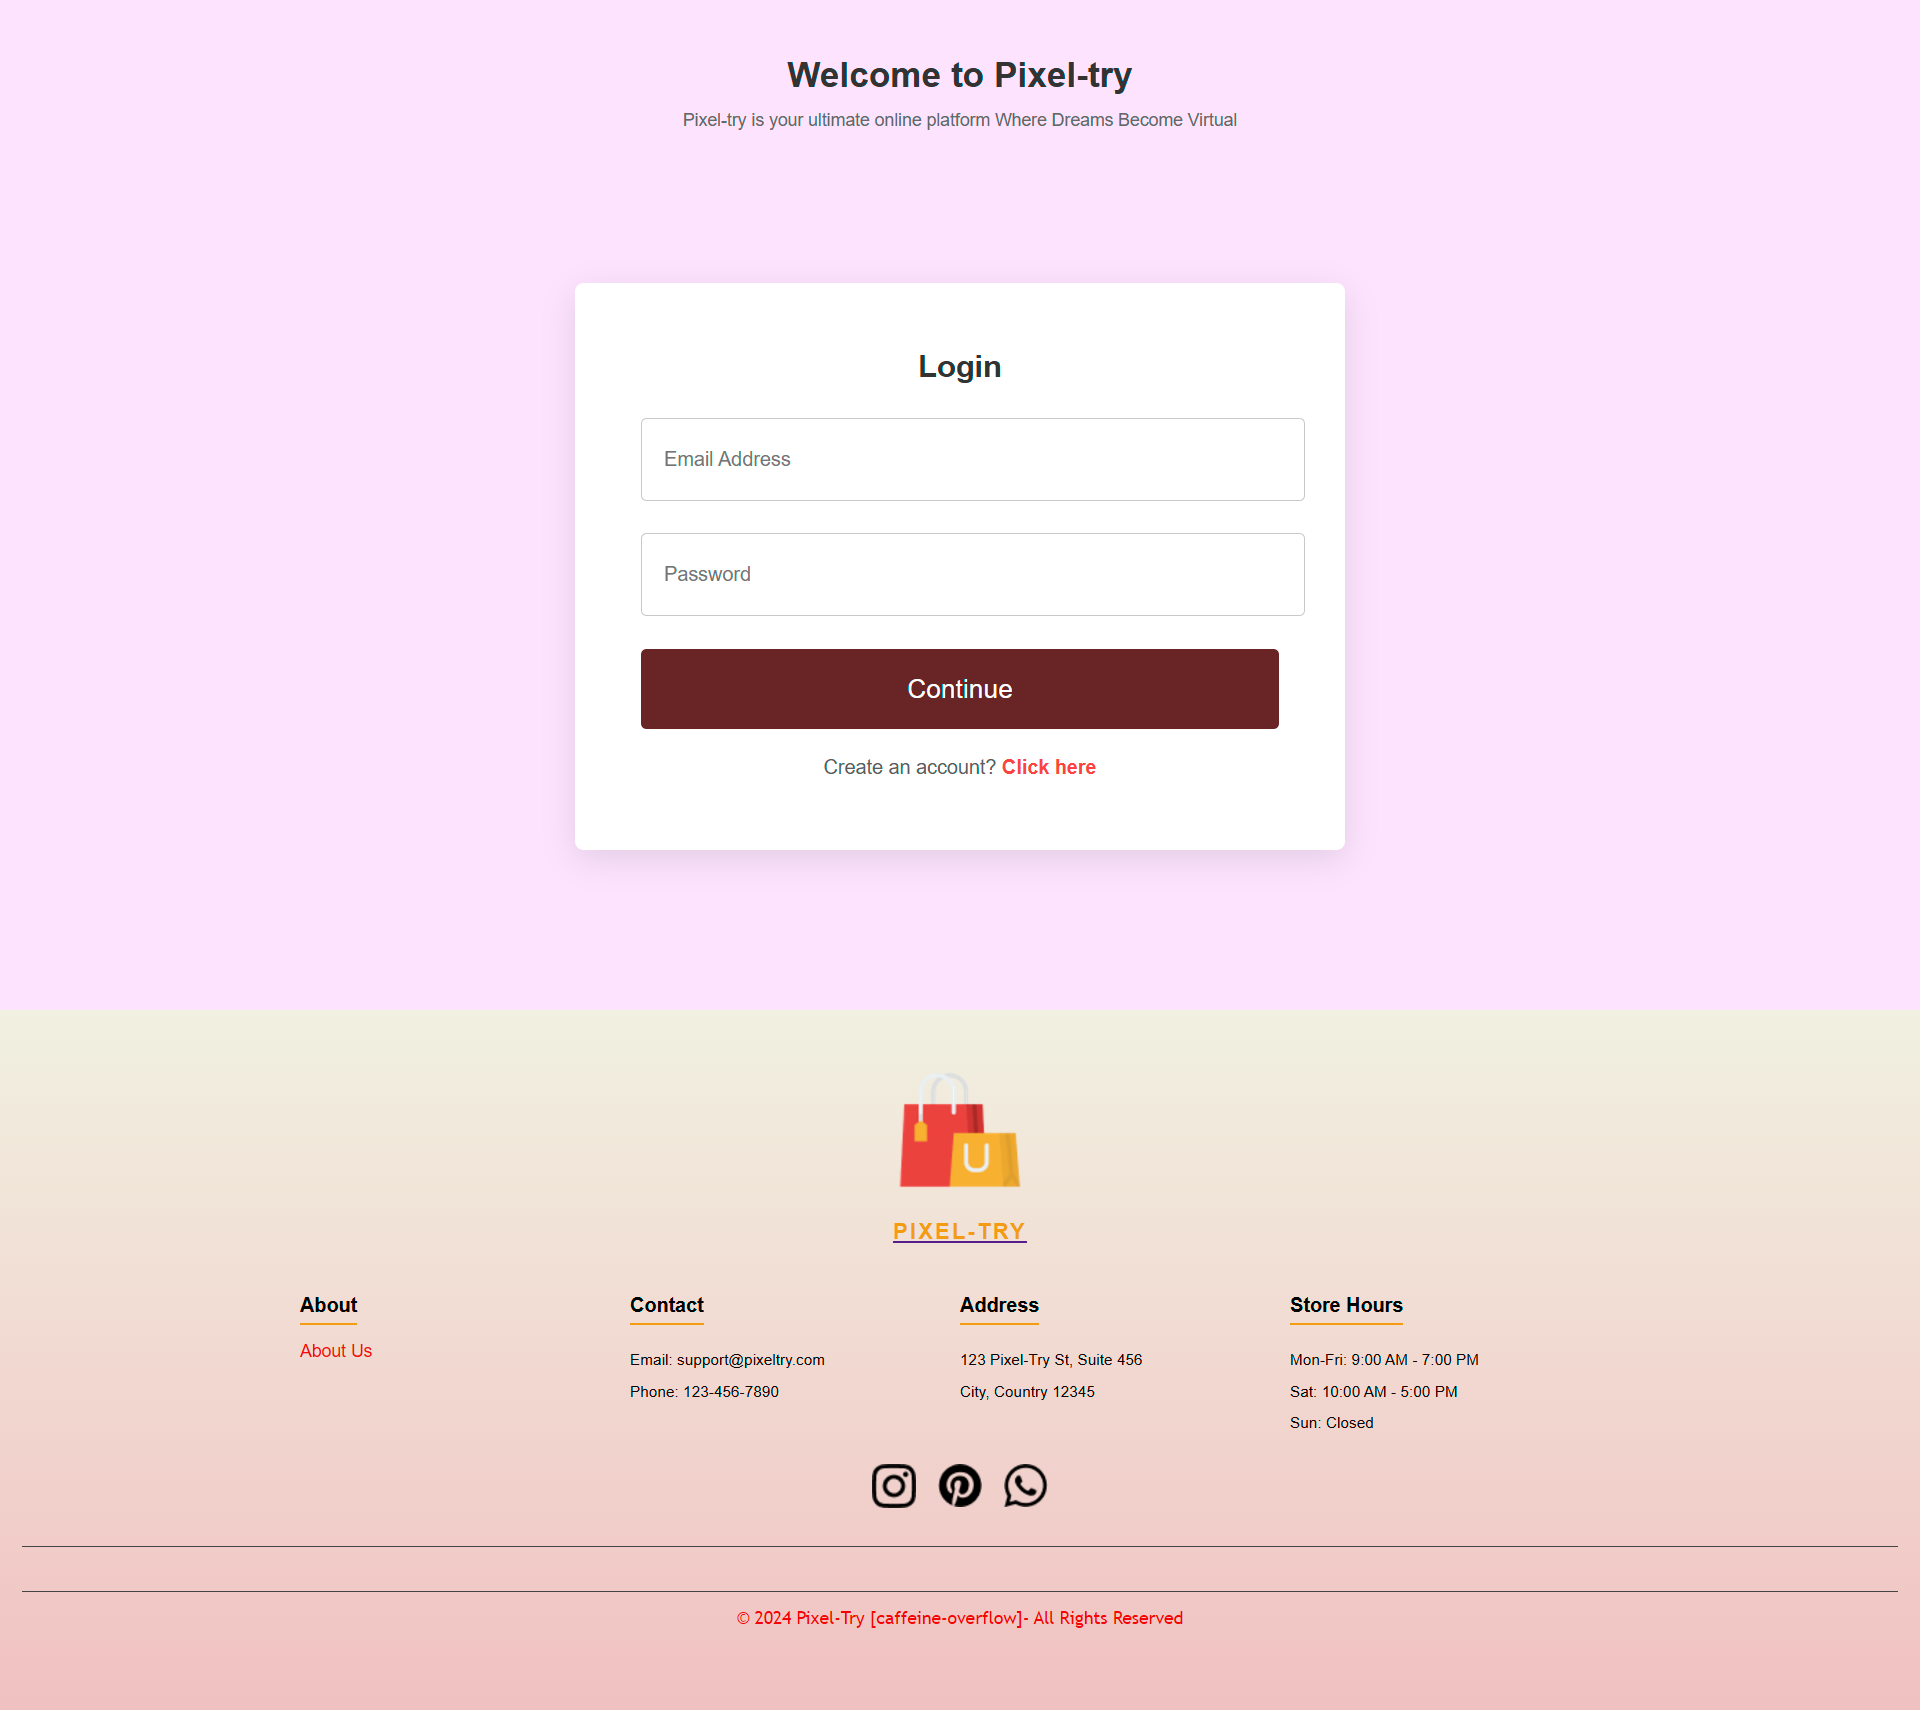 Welcome to Pixel-try
Pixel-try is your ultimate online platform Where Dreams Become Virtual
Login
Email Address
Password
Continue
Create an account? Click here
PIXEL-TRY
About
About Us
Contact
Email: support@pixeltry.com
Phone: 123-456-7890
Address
123 Pixel-Try St, Suite 456
City, Country 12345
Store Hours
Mon-Fri: 9:00 AM - 7:00 PM
Sat: 10:00 AM - 5:00 PM
Sun: Closed
© 2024 Pixel-Try [caffeine-overflow]- All Rights Reserved